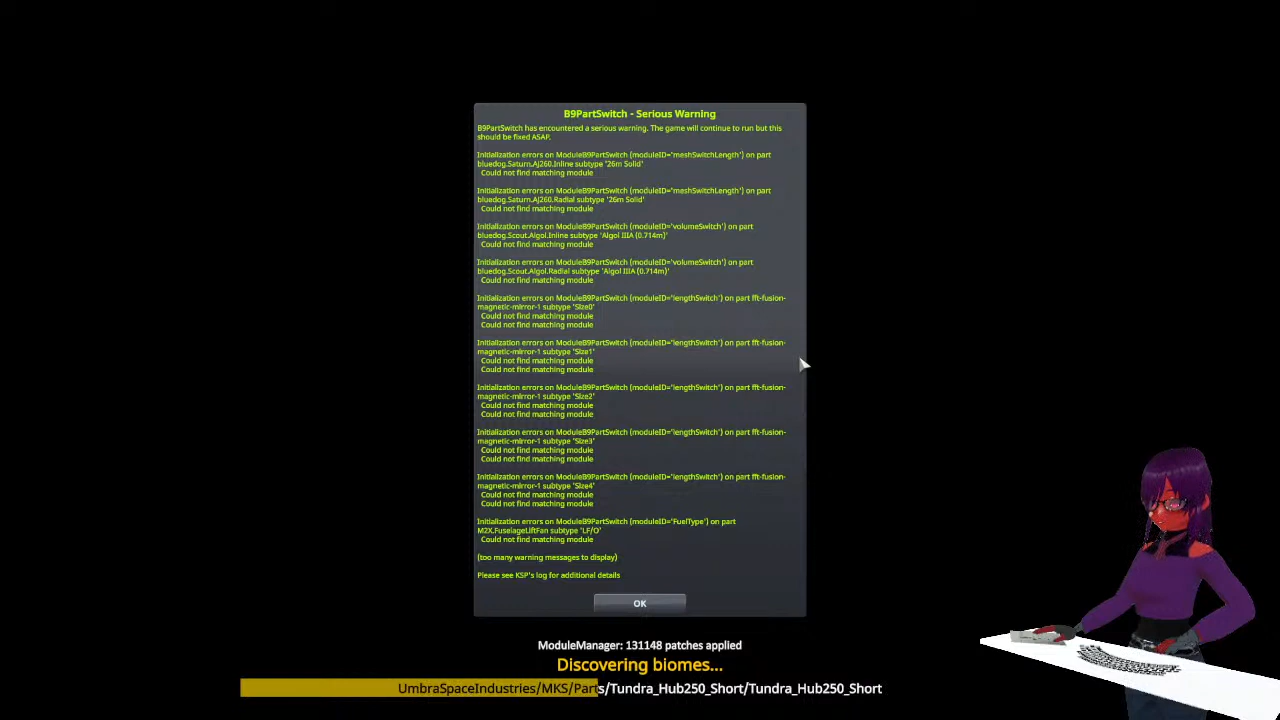 B9PartSwitch - Serious Warning
B9PartSwitch has encountered a serious warning. The game will continue to run but this
should be fixed ASAP.
Initialization errors on ModuleB9PartSwitch (moduleID='meshSwitchLength') on part
bluedog.Saturn.AJ260.Inline subtype '26m Solid'
Could not find matching module
Initialization errors on ModuleB9PartSwitch (moduleID='meshSwitchLength') on part
bluedog.Saturn.AJ260.Radial subtype '26m Solid'
Could not find matching module
Initialization errors on ModuleB9PartSwitch (moduleID='volumeSwitch') on part
bluedog.Scout.Algol.Inline subtype 'Algol IIIA (0.714m)'
Could not find matching module
Initialization errors on ModuleB9PartSwitch (moduleID='volumeSwitch') on part
bluedog.Scout.Algol.Radial subtype 'Algol IIIA (0.714m)'
Could not find matching module
Initialization errors on ModuleB9PartSwitch (moduleID='lengthSwitch') on part fft-fusion-
magnetic-mirror-1 subtype 'Size0'
Could not find matching module
Could not find matching module
Initialization errors on ModuleB9PartSwitch (moduleID='lengthSwitch') on part fft-fusion-
magnetic-mirror-1 subtype 'Size1'
Could not find matching module
Could not find matching module
Initialization errors on ModuleB9PartSwitch (moduleID='lengthSwitch') on part fft-fusion-
magnetic-mirror-1 subtype 'Size2'
Could not find matching module
Could not find matching module
Initialization errors on ModuleB9PartSwitch (moduleID='lengthSwitch') on part fft-fusion-
magnetic-mirror-1 subtype 'Size3'
Could not find matching module
Could not find matching module
Initialization errors on ModuleB9PartSwitch (moduleID='lengthSwitch') on part fft-fusion-
magnetic-mirror-1 subtype 'Size4'
Could not find matching module
Could not find matching module
Initialization errors on ModuleB9PartSwitch (moduleID='FuelType') on part
M2X.FuselageLiftFan subtype 'LF/O'
Could not find matching module
(too many warning messages to display)
Please see KSP's log for additional details
OK
ModuleManager: 131148 patches applied
Discovering biomes...
UmbraSpaceIndustries/MKS/Parts/Tundra_Hub250_Short/Tundra_Hub250_Short